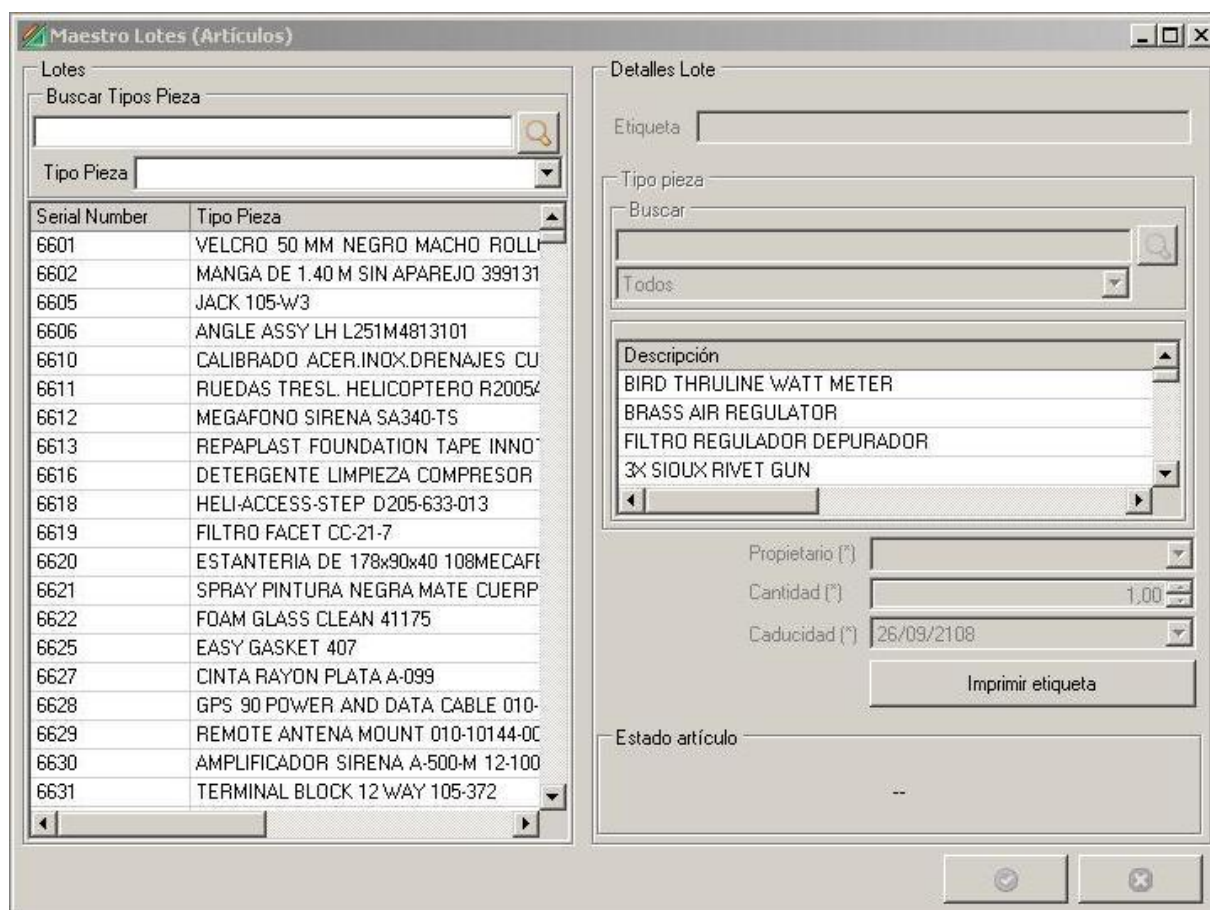 Maestro Lotes (Artículos)
Lotes
Buscar Tipos Pieza
Tipo Pieza
Serial Number Tipo Pieza
6601 VELCRO 50 MM NEGRO MACHO ROLL
6602 MANGA DE 1.40 M SIN APAREJO 399131
6605 JACK 105-W3
6606 ANGLE ASSY LH L251M4813101
6610 CALIBRADO ACER.INOX.DRENAJES CU
6611 RUEDAS TRESL. HELICOPTERO R2005
6612 MEGAFONO SIRENA SA340-TS
6613 REPAPLAST FOUNDATION TAPE INNO
6616 DETERGENTE LIMPIEZA COMPRESOR
6618 HELI-ACCESS-STEP D205-633-013
6619 FILTRO FACET CC-21-7
6620 ESTANTERIA DE 178x90x40 108MECAF
6621 SPRAY PINTURA NEGRA MATE CUERP
6622 FOAM GLASS CLEAN 41175
6625 EASY GASKET 407
6627 CINTA RAYON PLATA A-099
6628 GPS 90 POWER AND DATA CABLE 010-
6629 REMOTE ANTENA MOUNT 010-10144-0
6630 AMPLIFICADOR SIRENA A-500-M 12-100
6631 TERMINAL BLOCK 12 WAY 105-372
Detalles Lote
Etiqueta
Tipo pieza
Buscar
Todos
Descripción
BIRD THRULINE WATT METER
BRASS AIR REGULATOR
FILTRO REGULADOR DEPURADOR
3X SIOUX RIVET GUN
Propietario (*)
Cantidad (*) 1,00
Caducidad (*) 26/09/2108
Imprimir etiqueta
Estado artículo
--